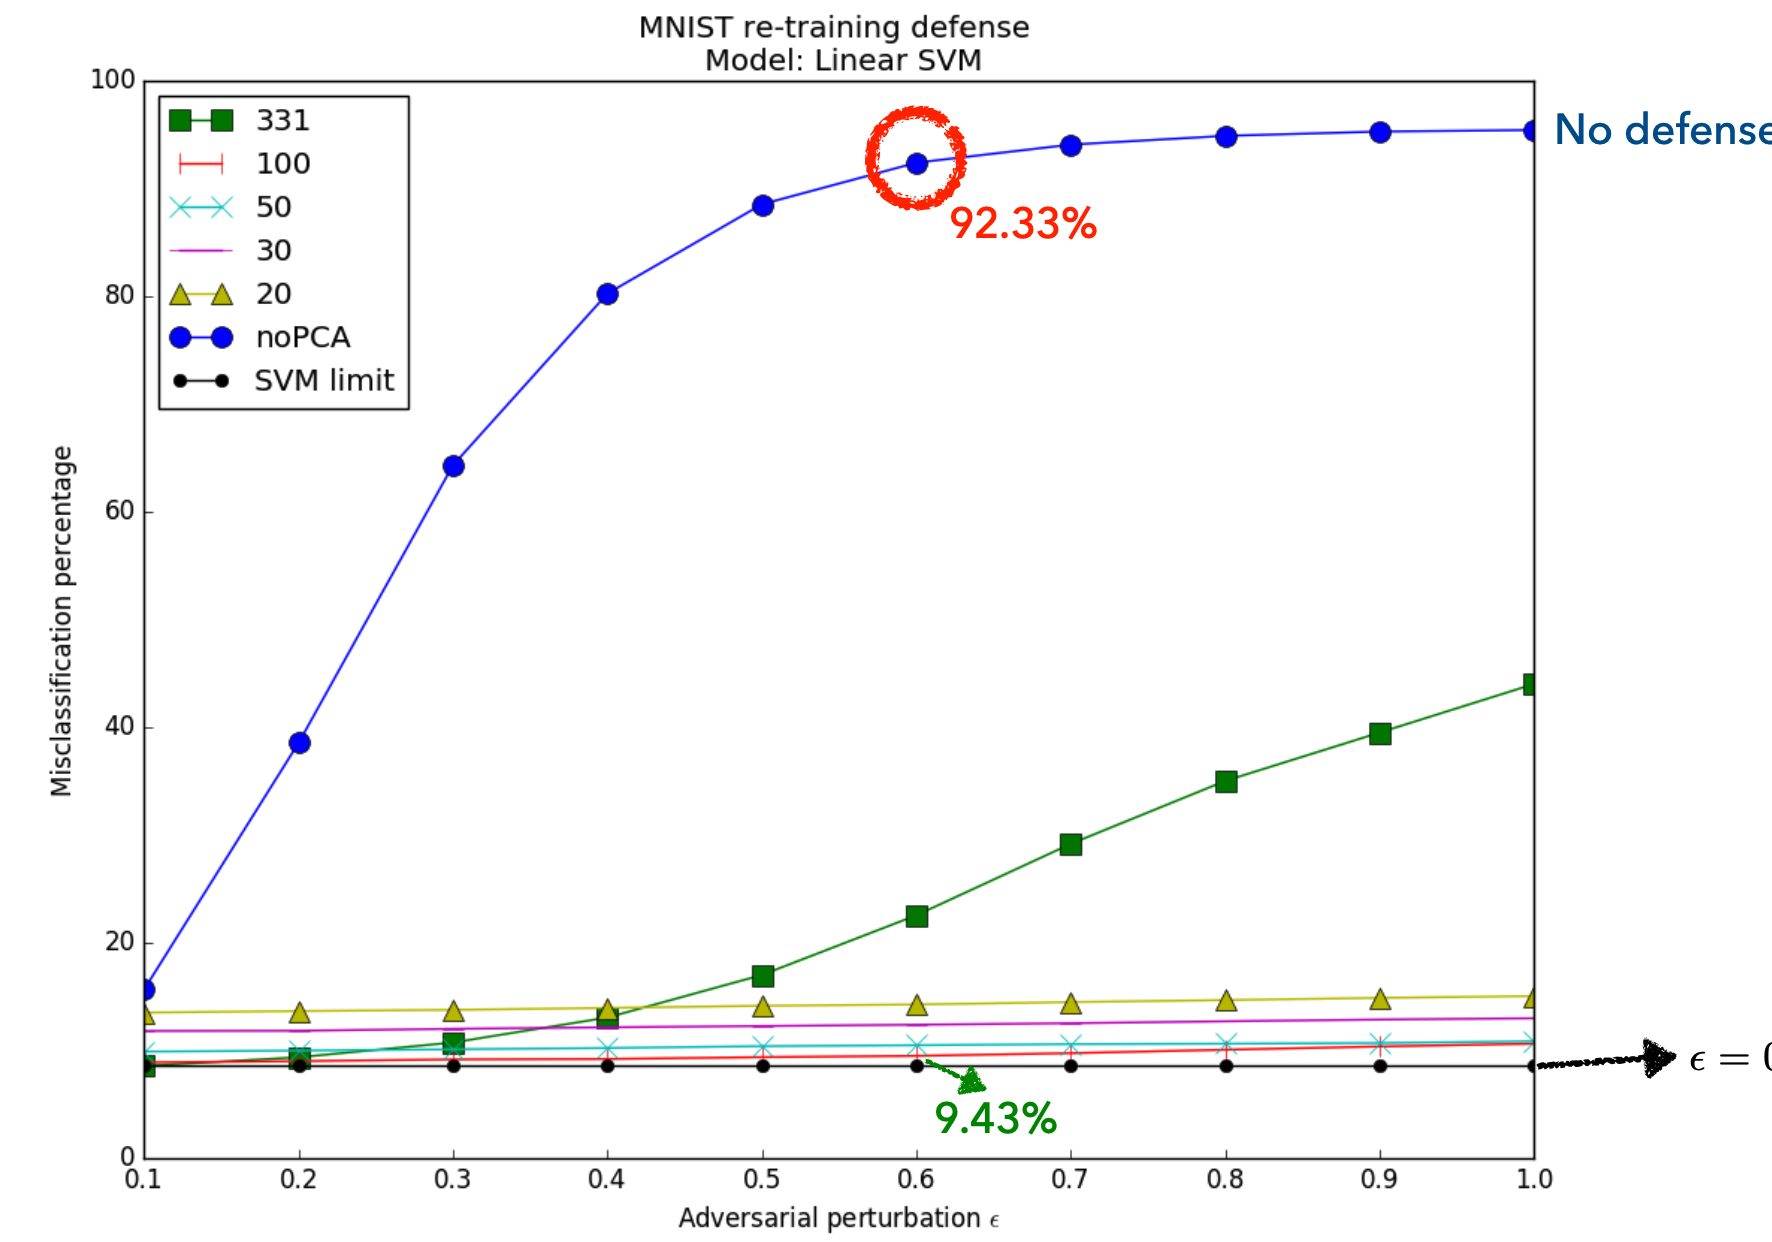 MNIST re-training defense
Model: Linear SVM
100
331
100
50
30
20
noPCA
SVM limit
92.33%
No defense
80
60
40
20
0
Misclassification percentage
9.43%
ϵ = 0
0.1 0.2 0.3 0.4 0.5 0.6 0.7 0.8 0.9 1.0
Adversarial perturbation ϵ